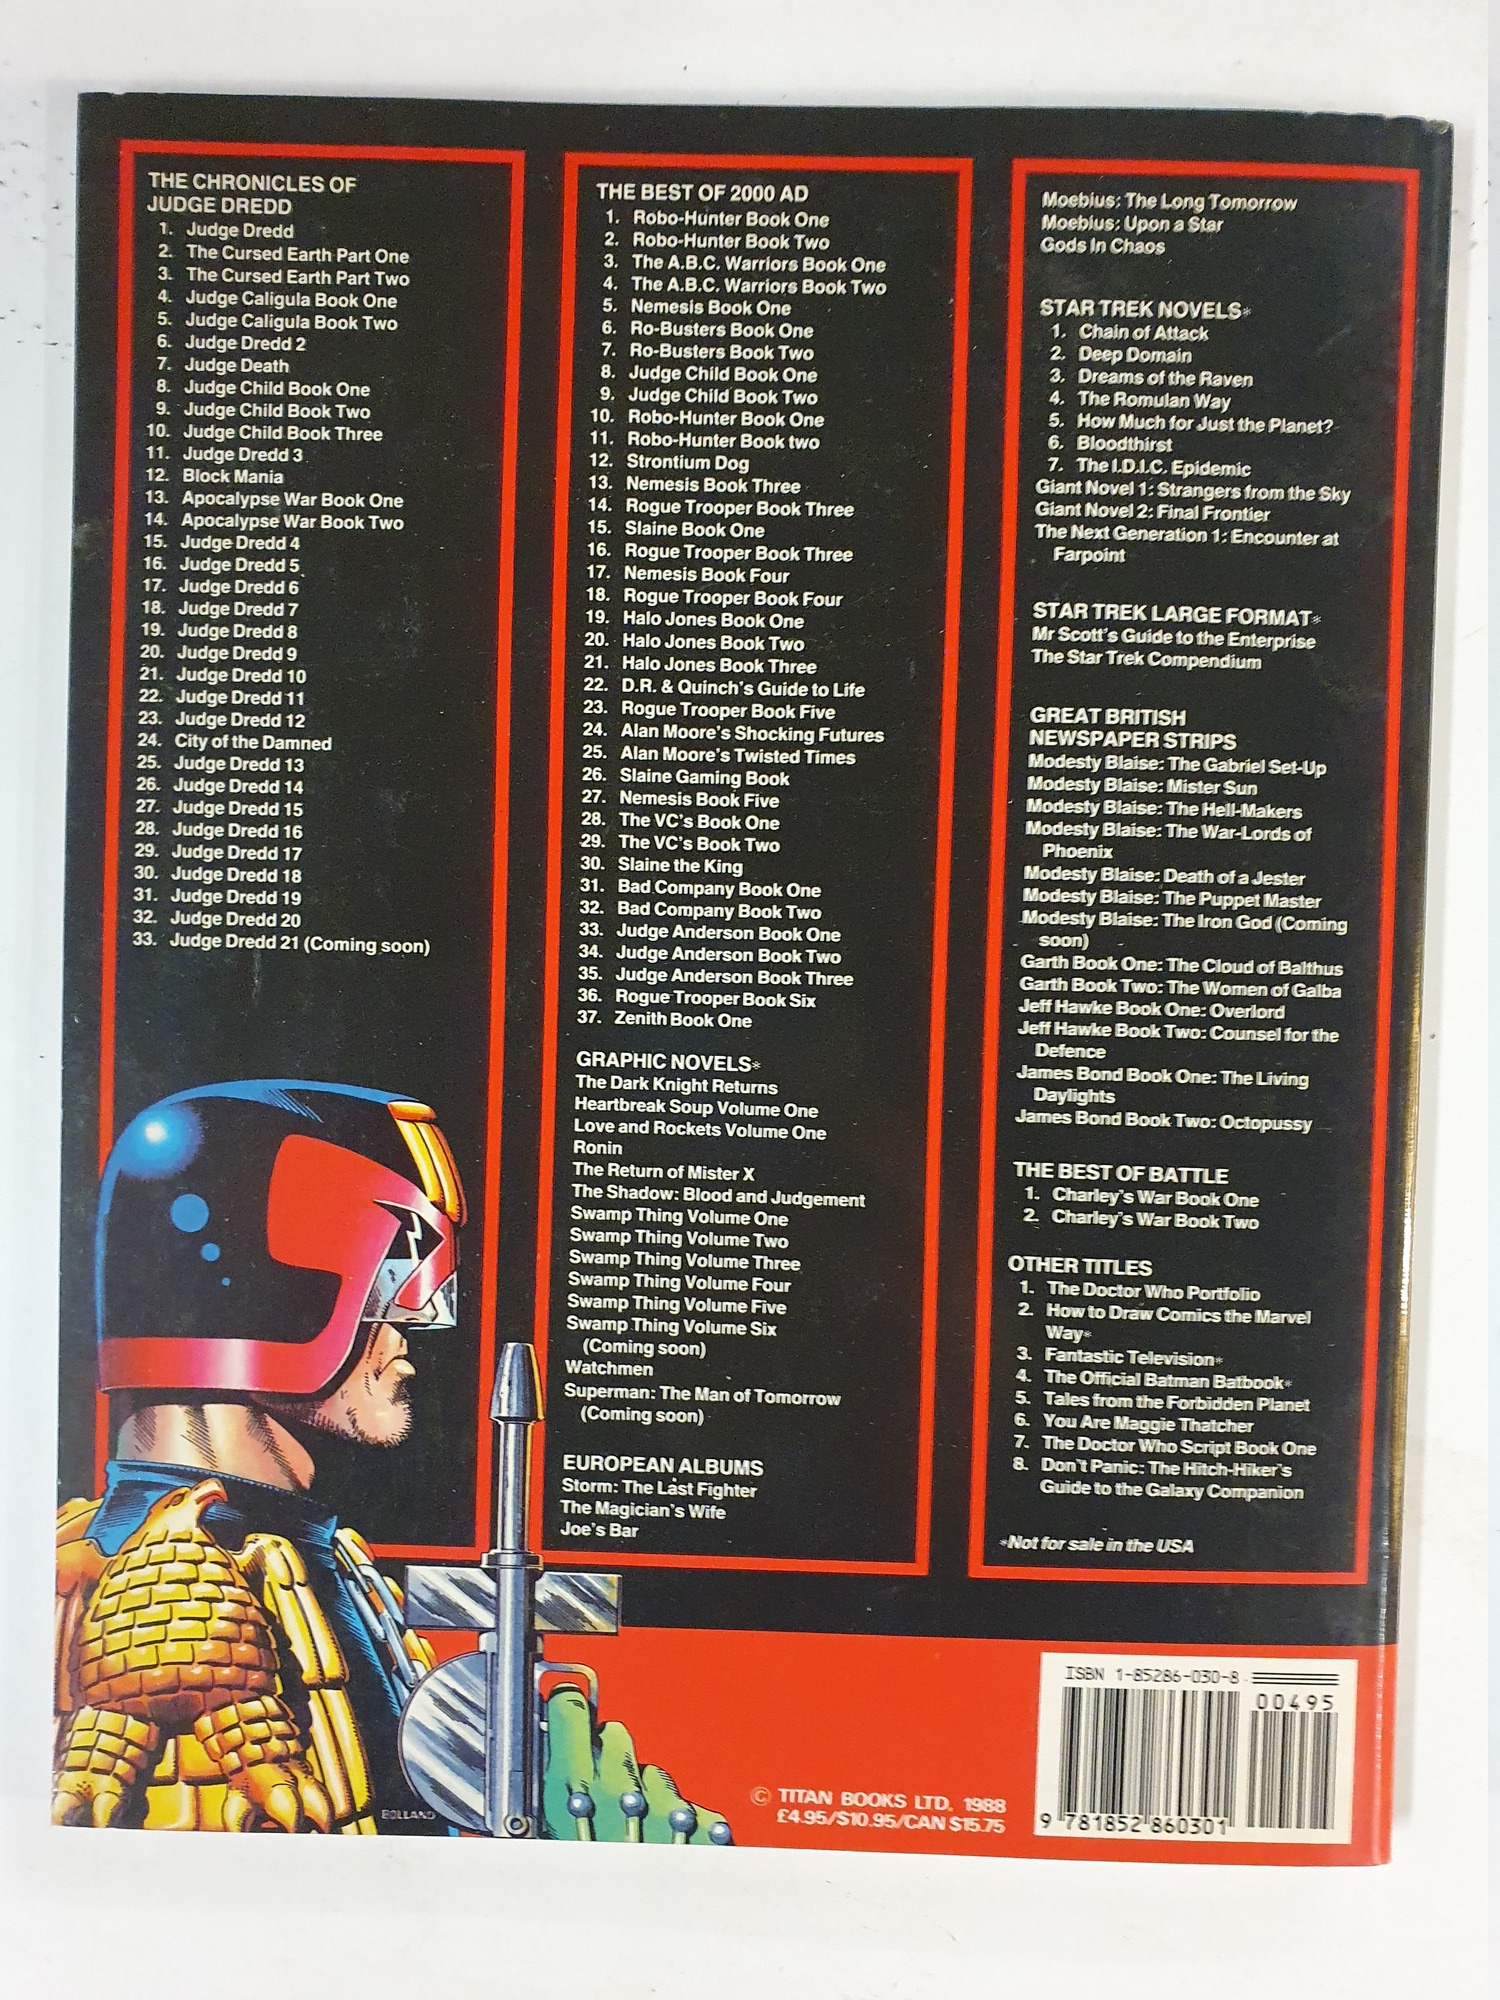 THE CHRONICLES OF
JUDGE DREDD
1. Judge Dredd
2. The Cursed Earth Part One
3. The Cursed Earth Part Two
4. Judge Caligula Book One
5. Judge Caligula Book Two
6. Judge Dredd 2
7. Judge Death
8. Judge Child Book One
9. Judge Child Book Two
10. Judge Child Book Three
11. Judge Dredd 3
12. Block Mania
13. Apocalypse War Book One
14. Apocalypse War Book Two
15. Judge Dredd 4
16. Judge Dredd 5
17. Judge Dredd 6
18. Judge Dredd 7
19. Judge Dredd 8
20. Judge Dredd 9
21. Judge Dredd 10
22. Judge Dredd 11
23. Judge Dredd 12
24. City of the Damned
25. Judge Dredd 13
26. Judge Dredd 14
27. Judge Dredd 15
28. Judge Dredd 16
29. Judge Dredd 17
30. Judge Dredd 18
31. Judge Dredd 19
32. Judge Dredd 20
33. Judge Dredd 21 (Coming soon)
BOLLAND
THE BEST OF 2000 AD
1. Robo-Hunter Book One
2. Robo-Hunter Book Two
3. The A.B.C. Warriors Book One
4. The A.B.C. Warriors Book Two
5. Nemesis Book One
6. Ro-Busters Book One
7. Ro-Busters Book Two
8. Judge Child Book One
9. Judge Child Book Two
10. Robo-Hunter Book One
11. Robo-Hunter Book two
12. Strontium Dog
13. Nemesis Book Three
14. Rogue Trooper Book Three
15. Slaine Book One
16. Rogue Trooper Book Three
17. Nemesis Book Four
18. Rogue Trooper Book Four
19. Halo Jones Book One
20. Halo Jones Book Two
21. Halo Jones Book Three
22. D.R. & Quinch's Guide to Life
23. Rogue Trooper Book Five
24. Alan Moore's Shocking Futures
25. Alan Moore's Twisted Times
26. Slaine Gaming Book
27. Nemesis Book Five
28. The VC's Book One
29. The VC's Book Two
30. Slaine the King
31. Bad Company Book One
32. Bad Company Book Two
33. Judge Anderson Book One
34. Judge Anderson Book Two
35. Judge Anderson Book Three
36. Rogue Trooper Book Six
37. Zenith Book One
GRAPHIC NOVELS*
The Dark Knight Returns
Heartbreak Soup Volume One
Love and Rockets Volume One
Ronin
The Return of Mister X
The Shadow: Blood and Judgement
Swamp Thing Volume One
Swamp Thing Volume Two
Swamp Thing Volume Three
Swamp Thing Volume Four
Swamp Thing Volume Five
Swamp Thing Volume Six
(Coming soon)
Watchmen
Superman: The Man of Tomorrow
(Coming soon)
EUROPEAN ALBUMS
Storm: The Last Fighter
The Magician's Wife
Joe's Bar
Moebius: The Long Tomorrow
Moebius: Upon a Star
Gods In Chaos
STAR TREK NOVELS*
1. Chain of Attack
2. Deep Domain
3. Dreams of the Raven
4. The Romulan Way
5. How Much for Just the Planet?
6. Bloodthirst
7. The I.D.I.C. Epidemic
Giant Novel 1: Strangers from the Sky
Giant Novel 2: Final Frontier
The Next Generation 1: Encounter at
Farpoint
STAR TREK LARGE FORMAT*
Mr Scott's Guide to the Enterprise
The Star Trek Compendium
GREAT BRITISH
NEWSPAPER STRIPS
Modesty Blaise: The Gabriel Set-Up
Modesty Blaise: Mister Sun
Modesty Blaise: The Hell-Makers
Modesty Blaise: The War-Lords of
Phoenix
Modesty Blaise: Death of a Jester
Modesty Blaise: The Puppet Master
Modesty Blaise: The Iron God (Coming
soon)
Garth Book One: The Cloud of Balthus
Garth Book Two: The Women of Galba
Jeff Hawke Book One: Overlord
Jeff Hawke Book Two: Counsel for the
Defence
James Bond Book One: The Living
Daylights
James Bond Book Two: Octopussy
THE BEST OF BATTLE
1. Charley's War Book One
2. Charley's War Book Two
OTHER TITLES
1. The Doctor Who Portfolio
2. How to Draw Comics the Marvel
Way*
3. Fantastic Television*
4. The Official Batman Batbook*
5. Tales from the Forbidden Planet
6. You Are Maggie Thatcher
7. The Doctor Who Script Book One
8. Don't Panic: The Hitch-Hiker's
Guide to the Galaxy Companion
*Not for sale in the USA
© TITAN BOOKS LTD. 1988
£4.95/$10.95/CAN $15.75
ISBN 1-85286-030-8
00495
9 781852 860301